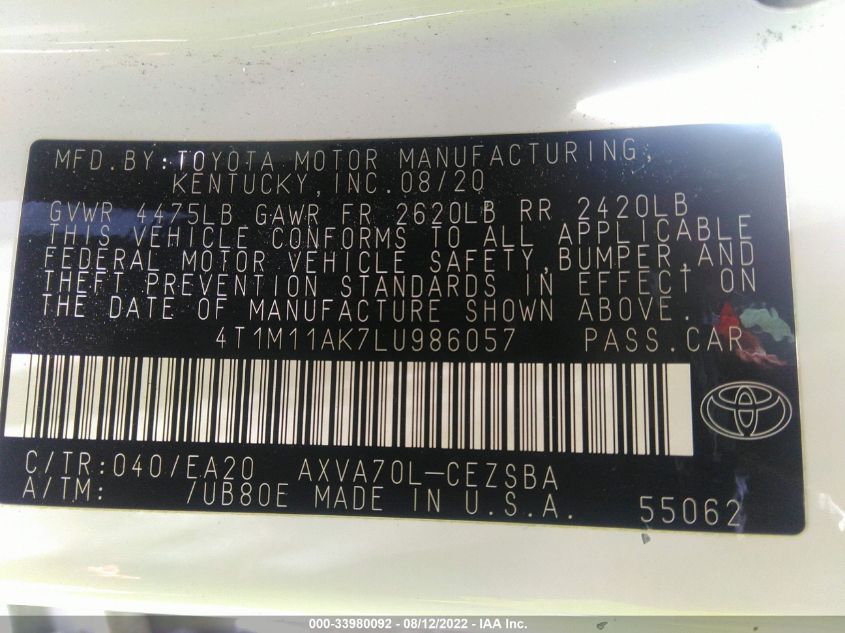 MFD.BY:TOYOTA MOTOR MANUFACTURING,
KENTUCKY,INC.08/20
GVWR 4475LB GAWR FR 2620LB RR 2420LB
THIS VEHICLE CONFORMS TO ALL APPLICABLE
FEDERAL MOTOR VEHICLE SAFETY,BUMPER,AND
THEFT PREVENTION STANDARDS IN EFFECT ON
THE DATE OF MANUFACTURE SHOWN ABOVE.
4T1M11AK7LU986057 PASS.CAR
C/TR:040/EA20 AXVA70L-CEZSBA
A/TM: /UB80E MADE IN U.S.A. 55062
000-33980092 - 08/12/2022 - IAA Inc.